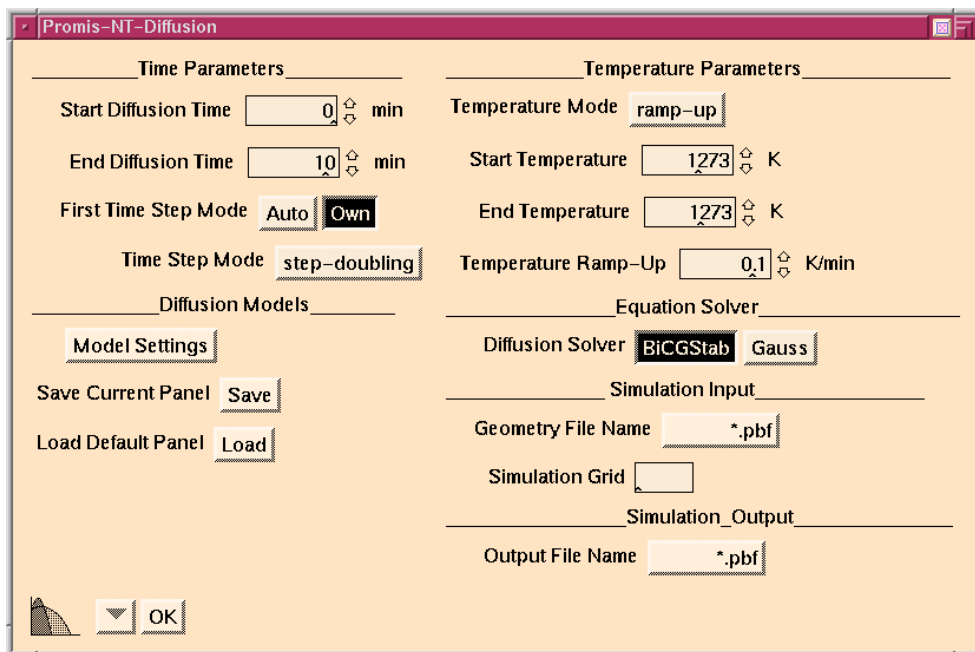 Promis-NT-Diffusion
Time Parameters
Start Diffusion Time 0 min
End Diffusion Time 10 min
First Time Step Mode Auto Own
Time Step Mode step-doubling
Diffusion Models
Model Settings
Save Current Panel Save
Load Default Panel Load
Temperature Parameters
Temperature Mode ramp-up
Start Temperature 1273 K
End Temperature 1273 K
Temperature Ramp-Up 0.1 K/min
Equation Solver
Diffusion Solver BiCGStab Gauss
Simulation Input
Geometry File Name *.pbf
Simulation Grid
Simulation_Output
Output File Name *.pbf
OK